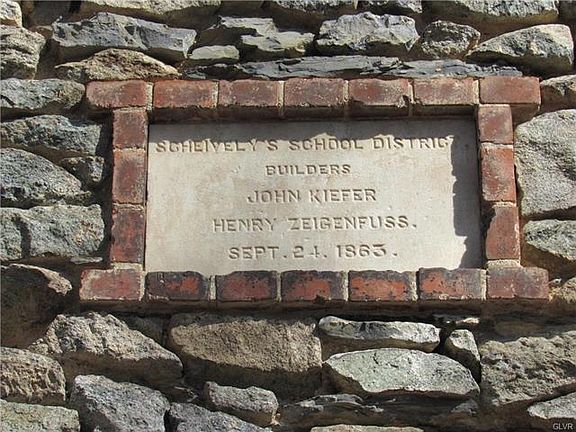 SCHEIVELY'S SCHOOL DISTRICT
BUILDERS
JOHN KIEFER
HENRY ZEIGENFUSS.
SEPT. 24. 1863.
GLVR